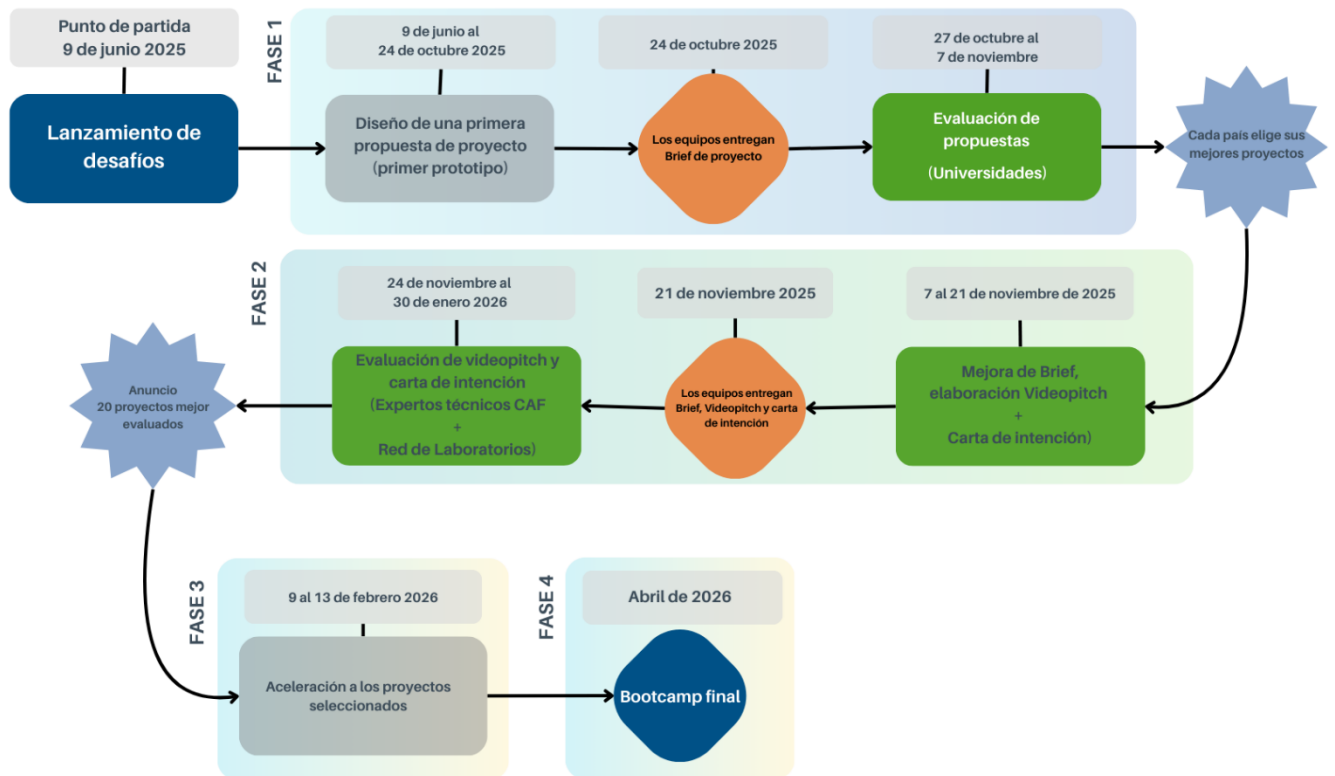 Punto de partida
9 de junio 2025
Lanzamiento de
desafíos
FASE 1
9 de junio al
24 de octubre 2025
Diseño de una primera
propuesta de proyecto
(primer prototipo)
24 de octubre 2025
Los equipos entregan
Brief de proyecto
27 de octubre al
7 de noviembre
Evaluación de
propuestas
(Universidades)
Cada país elige sus
mejores proyectos
FASE 2
7 al 21 de noviembre de 2025
Mejora de Brief,
elaboración Videopitch
+
Carta de intención)
21 de noviembre 2025
Los equipos entregan
Brief, Videopitch y carta
de intención
24 de noviembre al
30 de enero 2026
Evaluación de videopitch y
carta de intención
(Expertos técnicos CAF
+
Red de Laboratorios)
Anuncio
20 proyectos mejor
evaluados
FASE 3
9 al 13 de febrero 2026
Aceleración a los proyectos
seleccionados
FASE 4
Abril de 2026
Bootcamp final